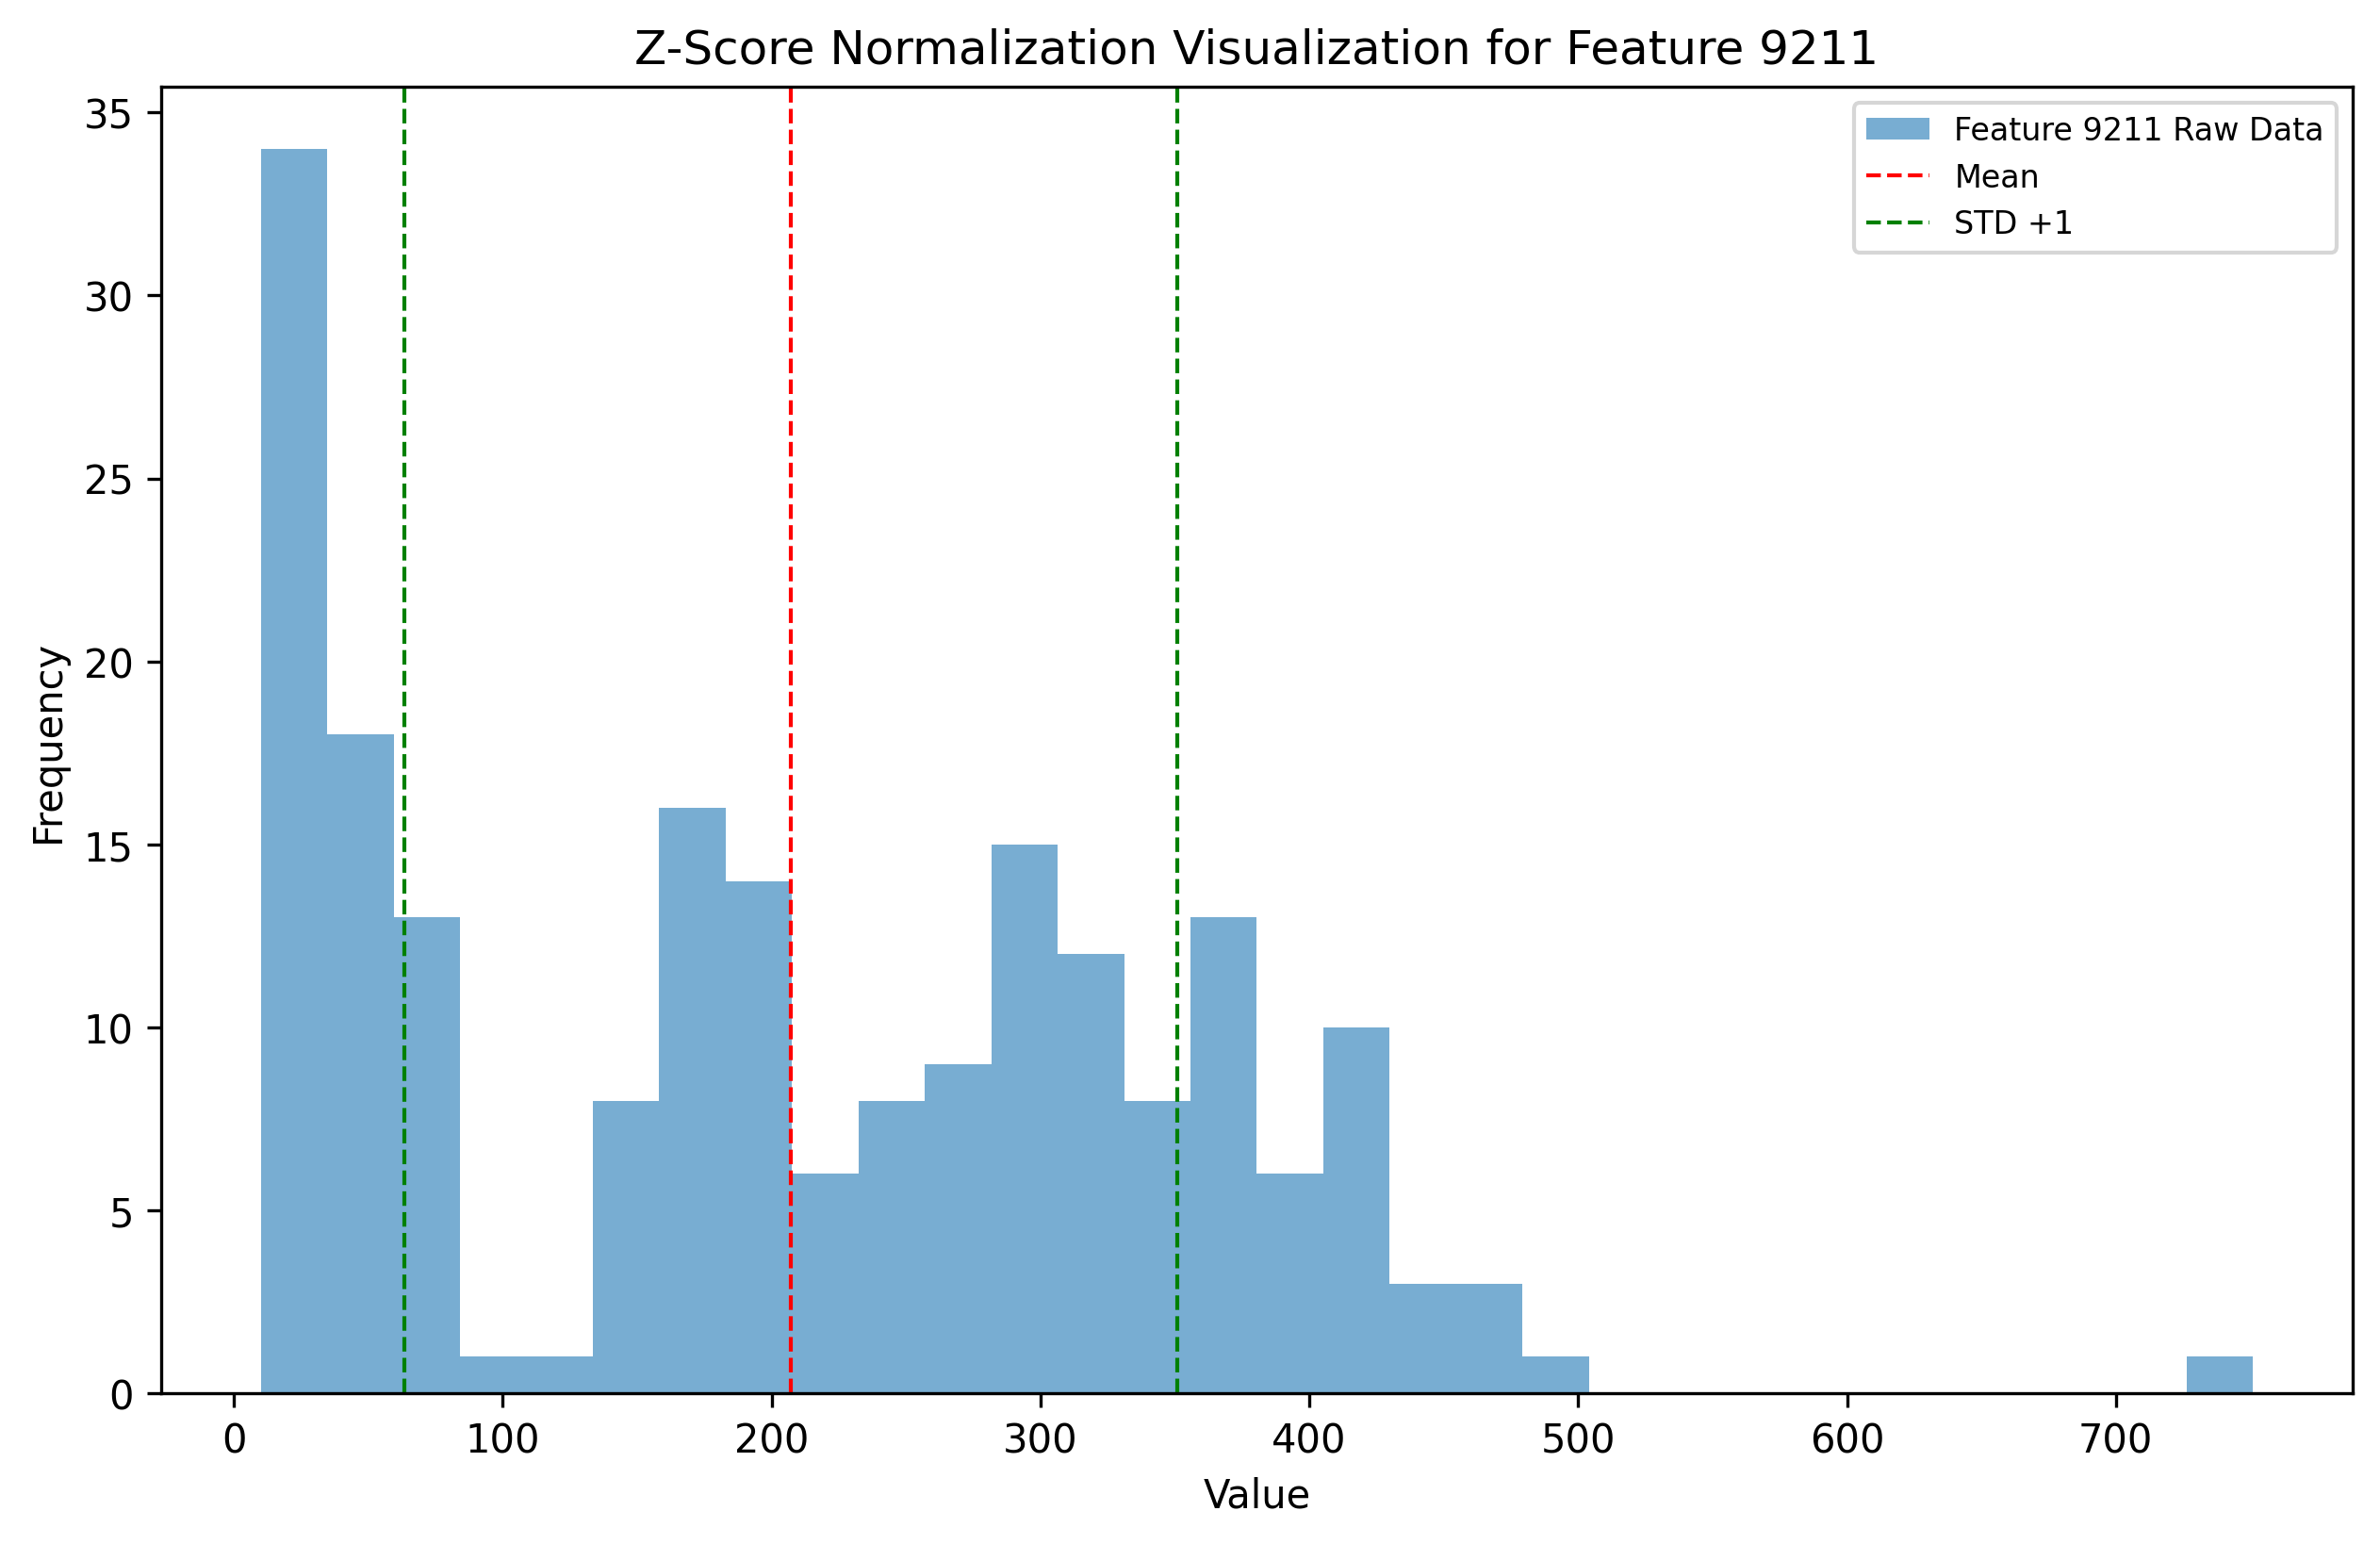 Z-Score Normalization Visualization for Feature 9211
Feature 9211 Raw Data
Mean
STD +1
35
30
25
20
15
10
5
0
Frequency
0 100 200 300 400 500 600 700
Value